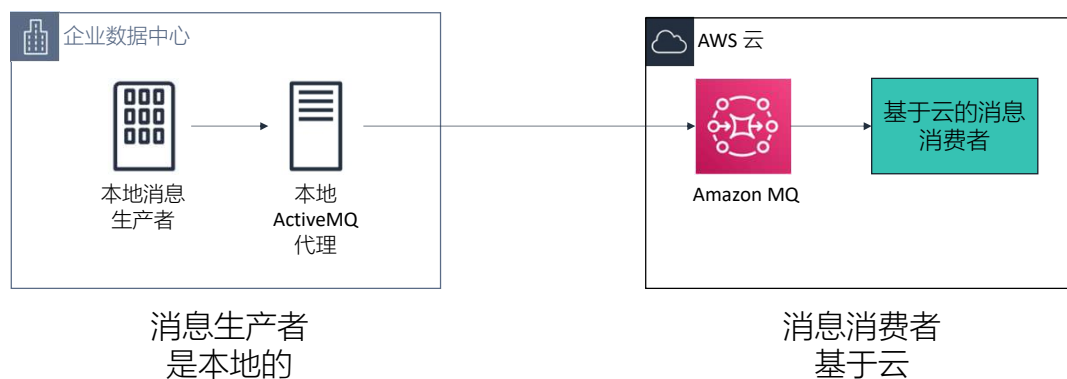 企业数据中心
本地消息
生产者
本地
ActiveMQ
代理
消息生产者
是本地的
AWS 云
Amazon MQ
基于云的消息
消费者
消息消费者
基于云